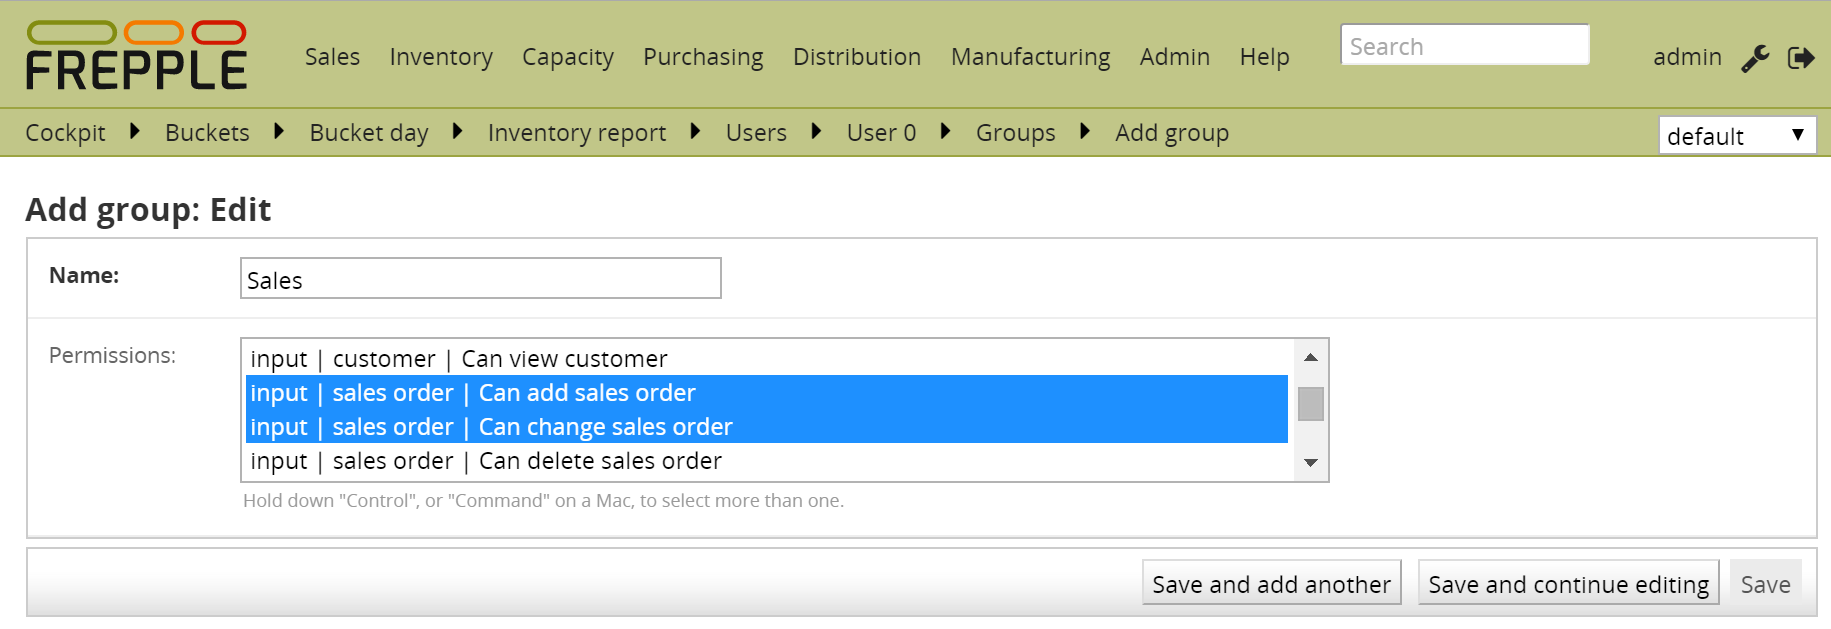 FREPPLE Sales Inventory Capacity Purchasing Distribution Manufacturing Admin Help Search admin
Cockpit Buckets Bucket day Inventory report Users User 0 Groups Add group default
Add group: Edit
Name: Sales
Permissions: input | customer | Can view customer
input | sales order | Can add sales order
input | sales order | Can change sales order
input | sales order | Can delete sales order
Hold down "Control", or "Command" on a Mac, to select more than one.
Save and add another Save and continue editing Save